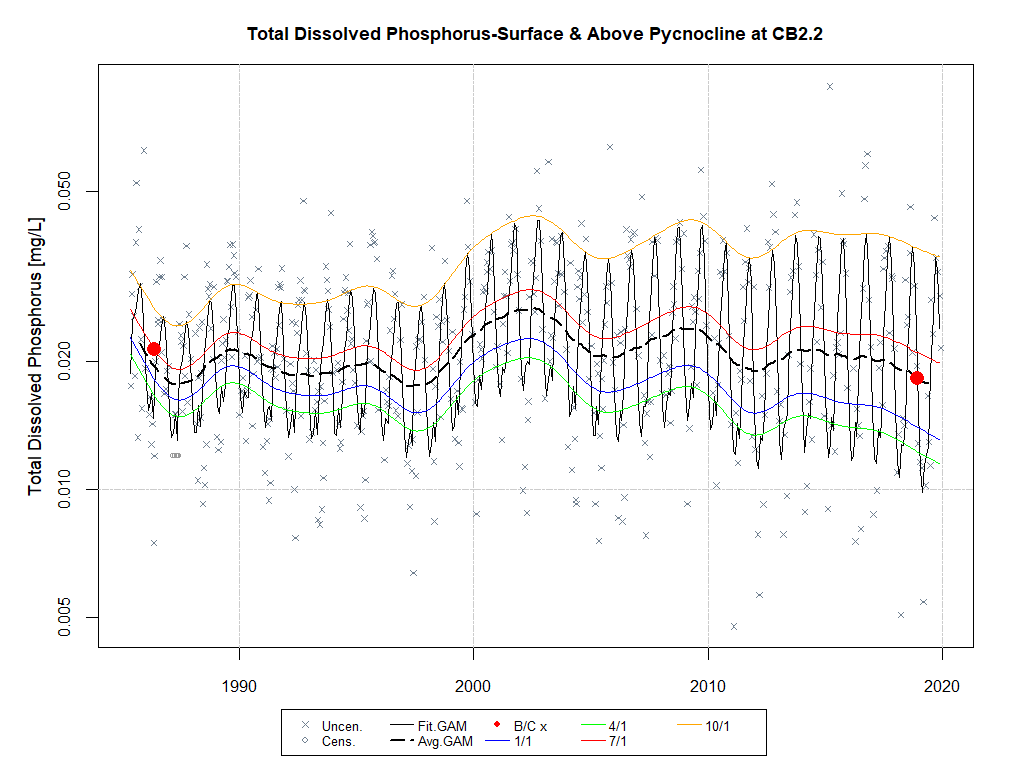 Total Dissolved Phosphorus-Surface & Above Pycnocline at CB2.2
Total Dissolved Phosphorus [mg/L]
0.050
0.020
0.010
0.005
1990 2000 2010 2020
Uncen. Fit.GAM B/C x 4/1 10/1
Cens. Avg.GAM 1/1 7/1